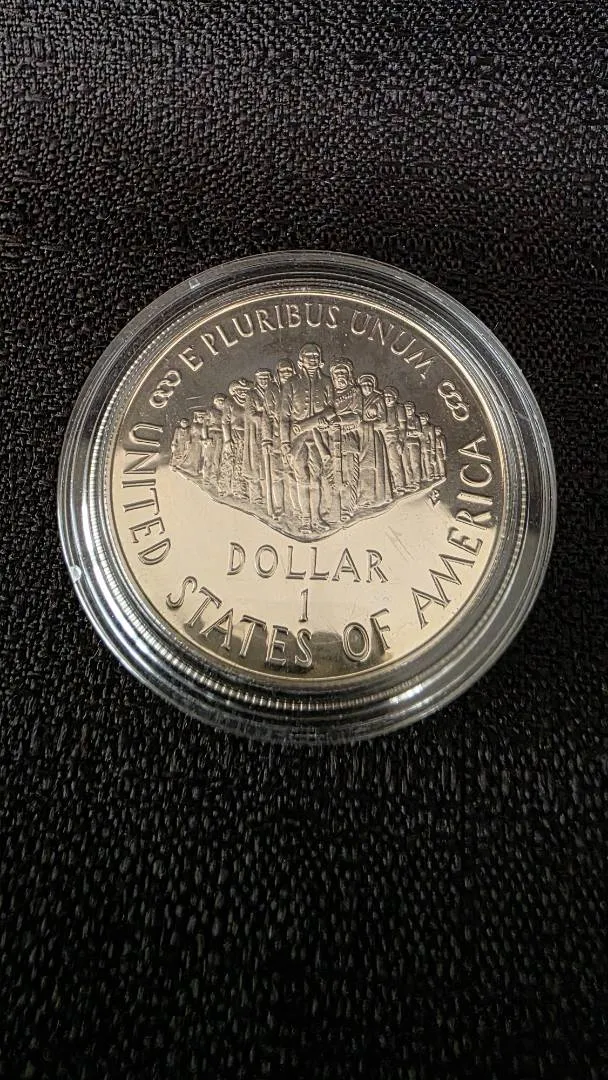 E PLURIBUS UNUM
DOLLAR
1
UNITED STATES OF AMERICA